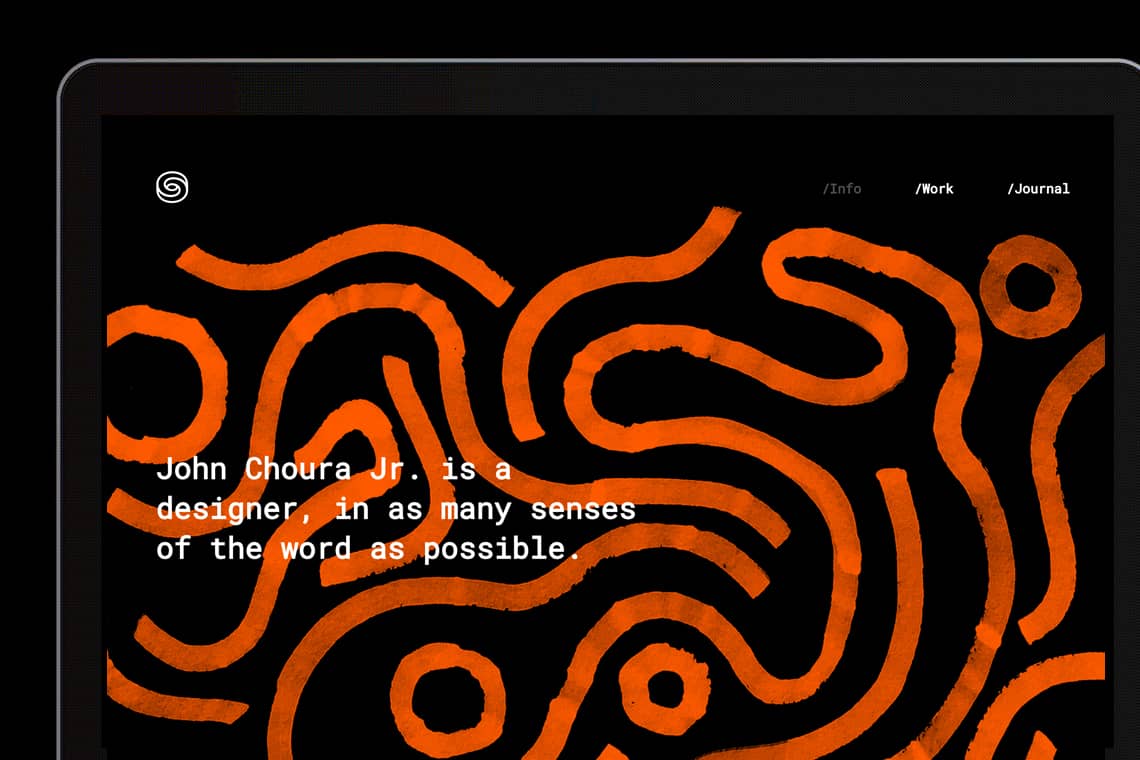 /Info /Work /Journal
John Choura Jr. is a
designer, in as many senses
of the word as possible.